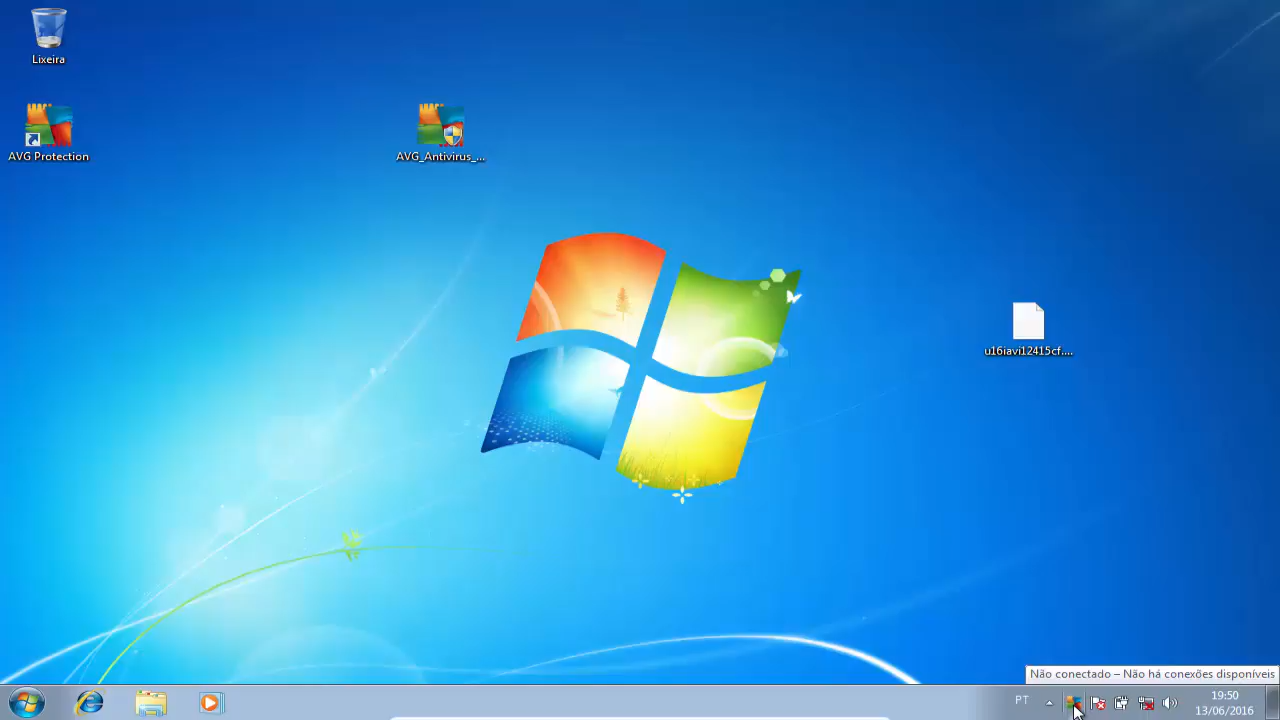 Lixeira
AVG Protection
AVG_Antivirus_...
u16iavi12415cf....
Não conectado – Não há conexões disponíveis
PT
19:50
13/06/2016